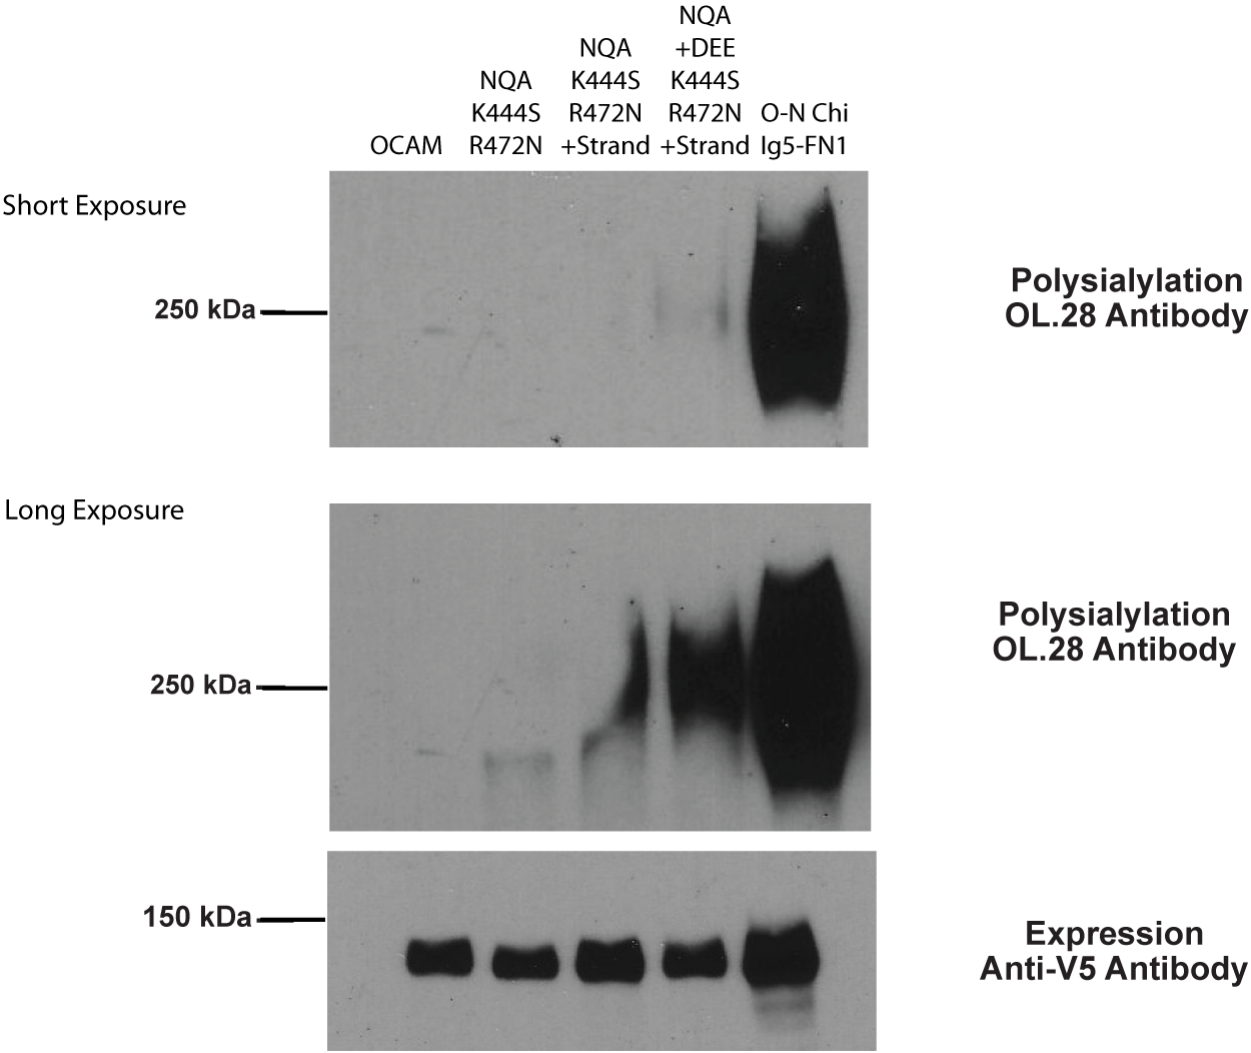 NQA
NQA +DEE
NQA K444S K444S
K444S R472N R472N O-N Chi
OCAM R472N +Strand +Strand Ig5-FN1
Short Exposure
250 kDa
Polysialylation
OL.28 Antibody
Long Exposure
250 kDa
Polysialylation
OL.28 Antibody
150 kDa
Expression
Anti-V5 Antibody